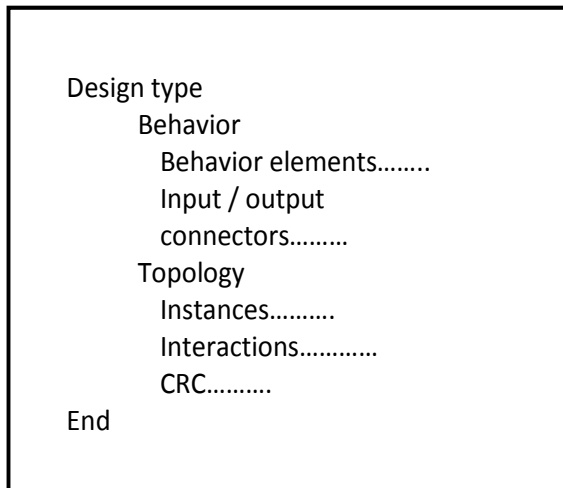 Design type
Behavior
Behavior elements……..
Input / output
connectors………
Topology
Instances……….
Interactions…………
CRC……….
End